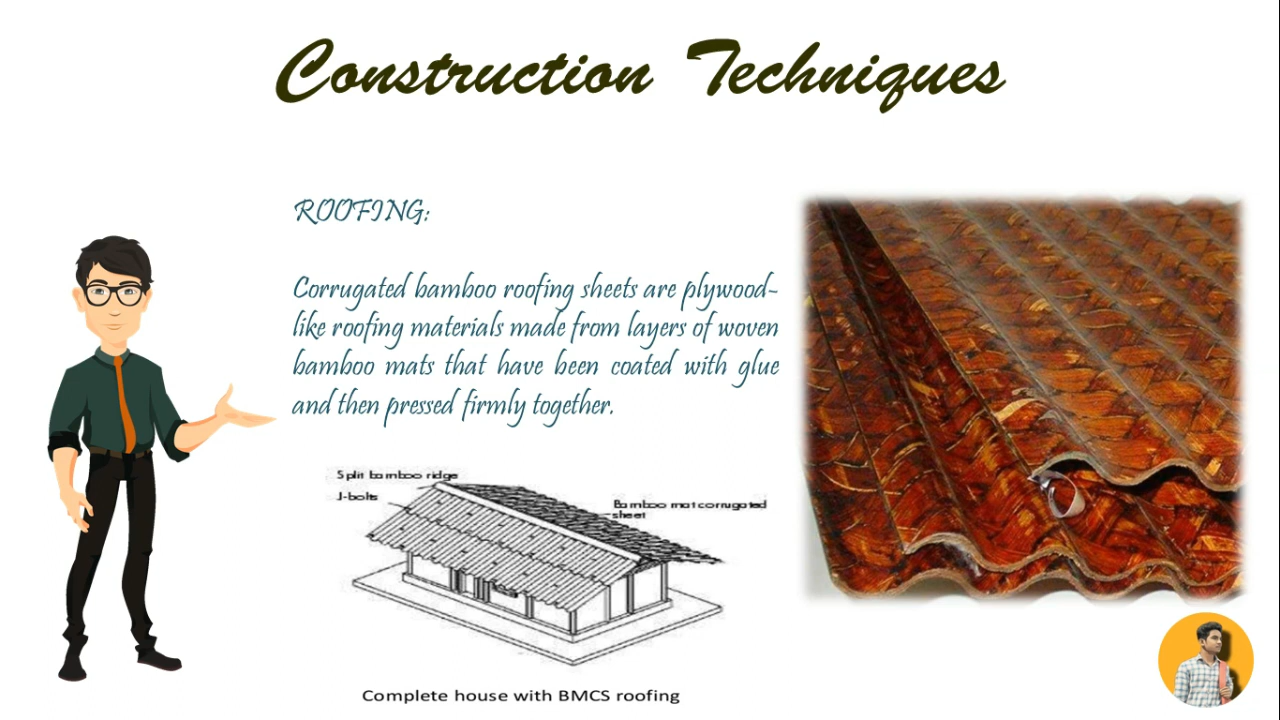 Construction Techniques
ROOFING:
Corrugated bamboo roofing sheets are plywood-
like roofing materials made from layers of woven
bamboo mats that have been coated with glue
and then pressed firmly together.
Split bamboo ridge
J-bolts
Bamboo mat corrugated
sheet
Complete house with BMCS roofing